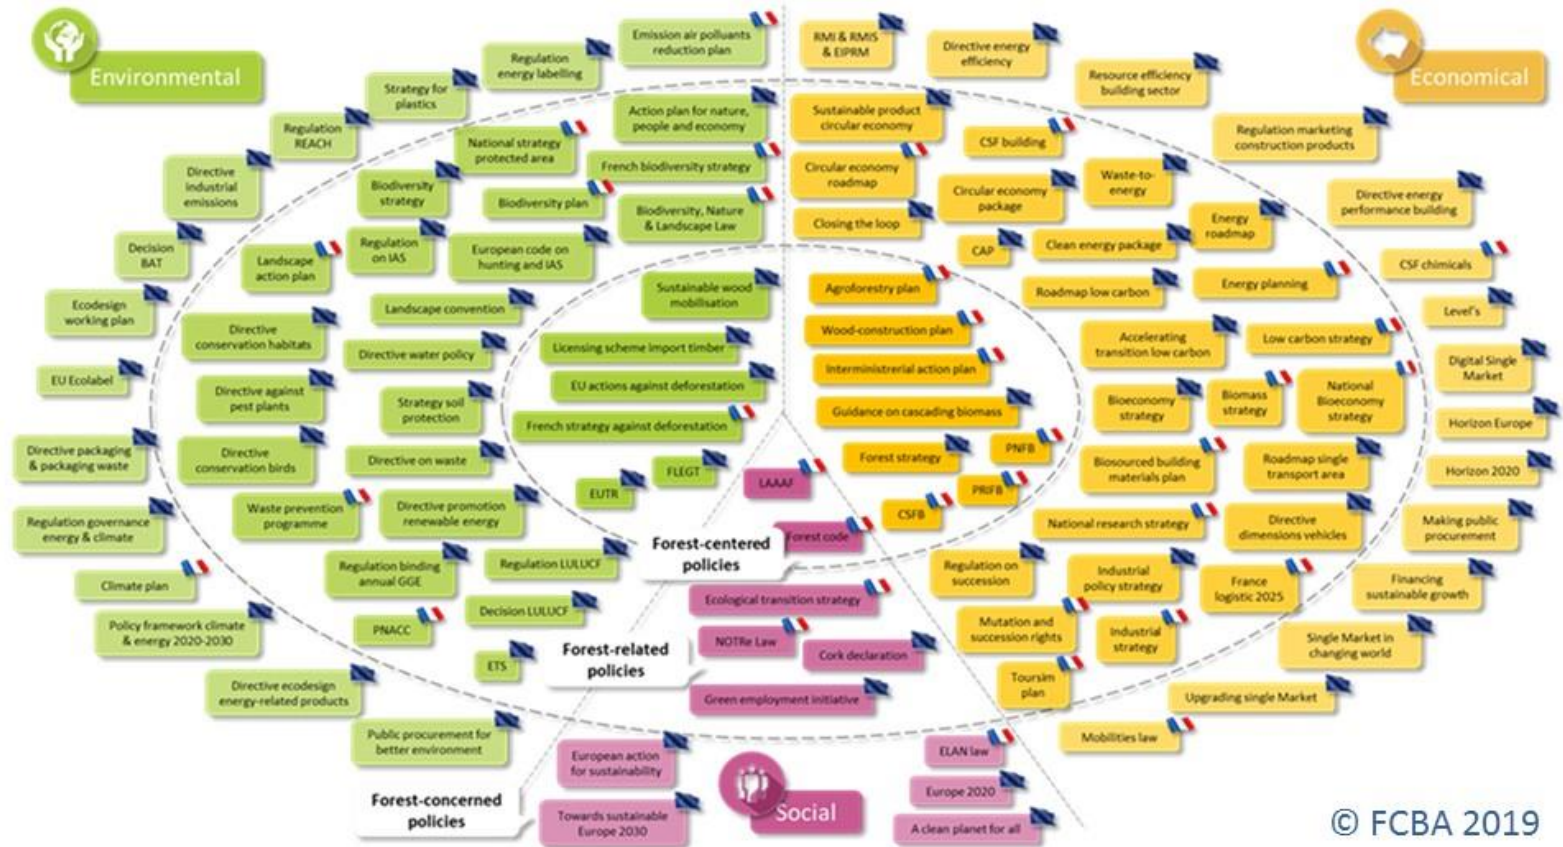 Environmental
Emission air polluants
reduction plan
Regulation
energy labelling
Strategy for
plastics
Regulation
REACH
Directive
industrial
emissions
Decision
BAT
Ecodesign
working plan
EU Ecolabel
Directive packaging
& packaging waste
Regulation governance
energy & climate
Climate plan
Policy framework climate
& energy 2020-2030
Directive ecodesign
energy-related products
Public procurement for
better environment
Action plan for nature,
people and economy
National strategy
protected area
French biodiversity strategy
Biodiversity
strategy
Biodiversity plan
Biodiversity, Nature
& Landscape Law
Landscape
action plan
Regulation
on IAS
European code on
hunting and IAS
Landscape convention
Directive
conservation habitats
Directive water policy
Directive against
pest plants
Strategy soil
protection
Directive
conservation birds
Directive on waste
Waste prevention
programme
Directive promotion
renewable energy
Regulation binding
annual GGE
Regulation LULUCF
Decision LULUCF
PNACC
ETS
Sustainable wood
mobilisation
Licensing scheme import timber
EU actions against deforestation
French strategy against deforestation
FLEGT
EUTR
Economical
RMI & RMIS
& EIPRM
Directive energy
efficiency
Resource efficiency
building sector
Regulation marketing
construction products
Directive energy
performance building
CSF chimicals
Level's
Digital Single
Market
Horizon Europe
Horizon 2020
Making public
procurement
Financing
sustainable growth
Single Market in
changing world
Upgrading single Market
Mobilities law
Sustainable product
circular economy
CSF building
Circular economy
roadmap
Circular economy
package
Waste-to-
energy
Closing the loop
CAP
Clean energy package
Energy
roadmap
Roadmap low carbon
Energy planning
Accelerating
transition low carbon
Low carbon strategy
Bioeconomy
strategy
Biomass
strategy
National
Bioeconomy
strategy
Biosourced building
materials plan
Roadmap single
transport area
National research strategy
Directive
dimensions vehicles
Regulation on
succession
Industrial
policy strategy
France
logistic 2025
Mutation and
succession rights
Industrial
strategy
Toursim
plan
Agroforestry plan
Wood-construction plan
Interministrerial action plan
Guidance on cascading biomass
Forest strategy
PNFB
PRIFB
CSFB
LAAAF
Forest code
Forest-centered
policies
Ecological transition strategy
NOTRe Law
Cork declaration
Green employment initiative
Forest-related
policies
European action
for sustainability
Towards sustainable
Europe 2030
Forest-concerned
policies
Social
ELAN law
Europe 2020
A clean planet for all
© FCBA 2019